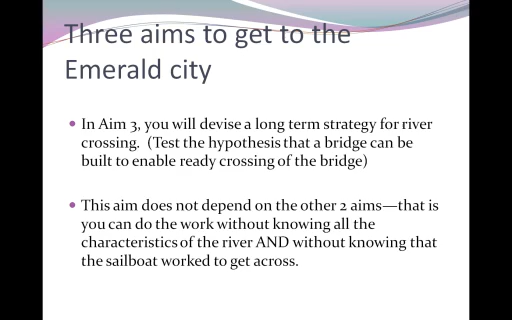 Three aims to get to the
Emerald city
• In Aim 3, you will devise a long term strategy for river
crossing. (Test the hypothesis that a bridge can be
built to enable ready crossing of the bridge)
• This aim does not depend on the other 2 aims—that is
you can do the work without knowing all the
characteristics of the river AND without knowing that
the sailboat worked to get across.